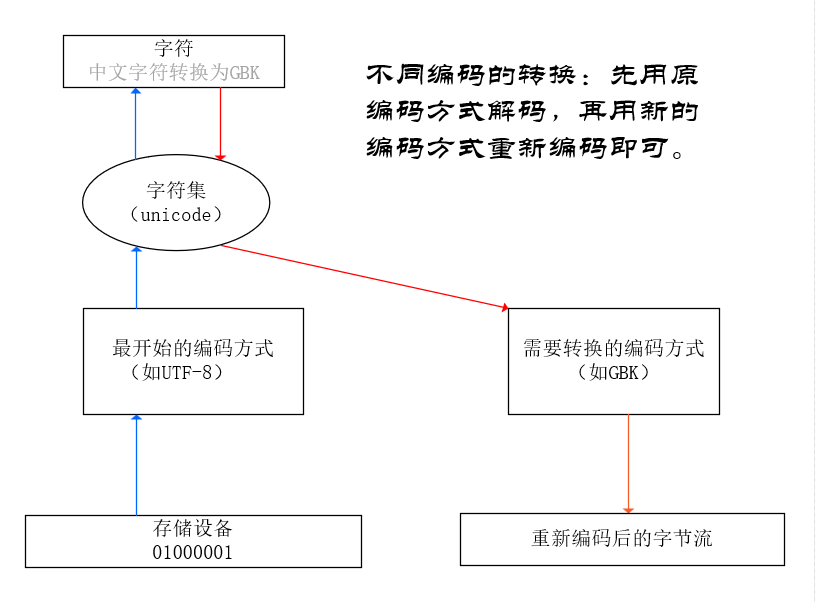 字符
中文字符转换为GBK
不同编码的转换：先用原
编码方式解码，再用新的
编码方式重新编码即可。
字符集
（unicode）
最开始的编码方式
（如UTF-8）
需要转换的编码方式
（如GBK）
存储设备
01000001
重新编码后的字节流